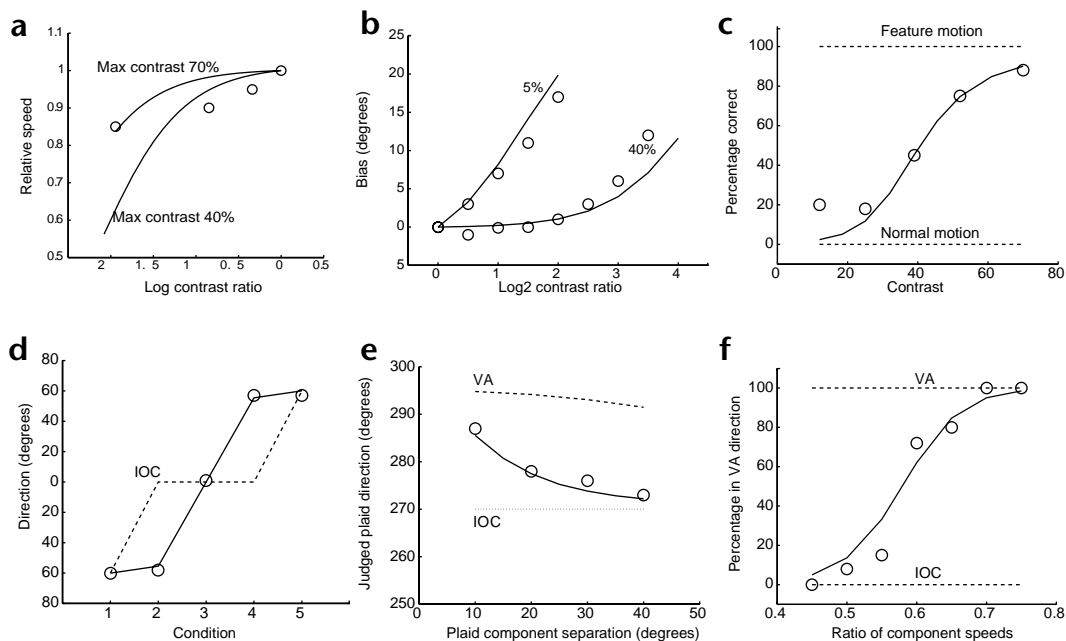 a
1.1
1
0.9
0.8
0.7
0.6
0.5
Relative speed
Max contrast 70%
Max contrast 40%
2 1. 5 1 0. 5 0 0.5
Log contrast ratio
b
25
20
15
10
5
0
5
Bias (degrees)
5%
40%
0 1 2 3 4
Log2 contrast ratio
c
100
80
60
40
20
0
Percentage correct
Feature motion
Normal motion
0 20 40 60 80
Contrast
d
80
60
40
20
0
20
40
60
80
Direction (degrees)
IOC
1 2 3 4 5
Condition
e
300
290
280
270
260
250
Judged plaid direction (degrees)
VA
IOC
0 10 20 30 40 50
Plaid component separation (degrees)
f
100
80
60
40
20
0
Percentage in VA direction
VA
IOC
0.4 0.5 0.6 0.7 0.8
Ratio of component speeds